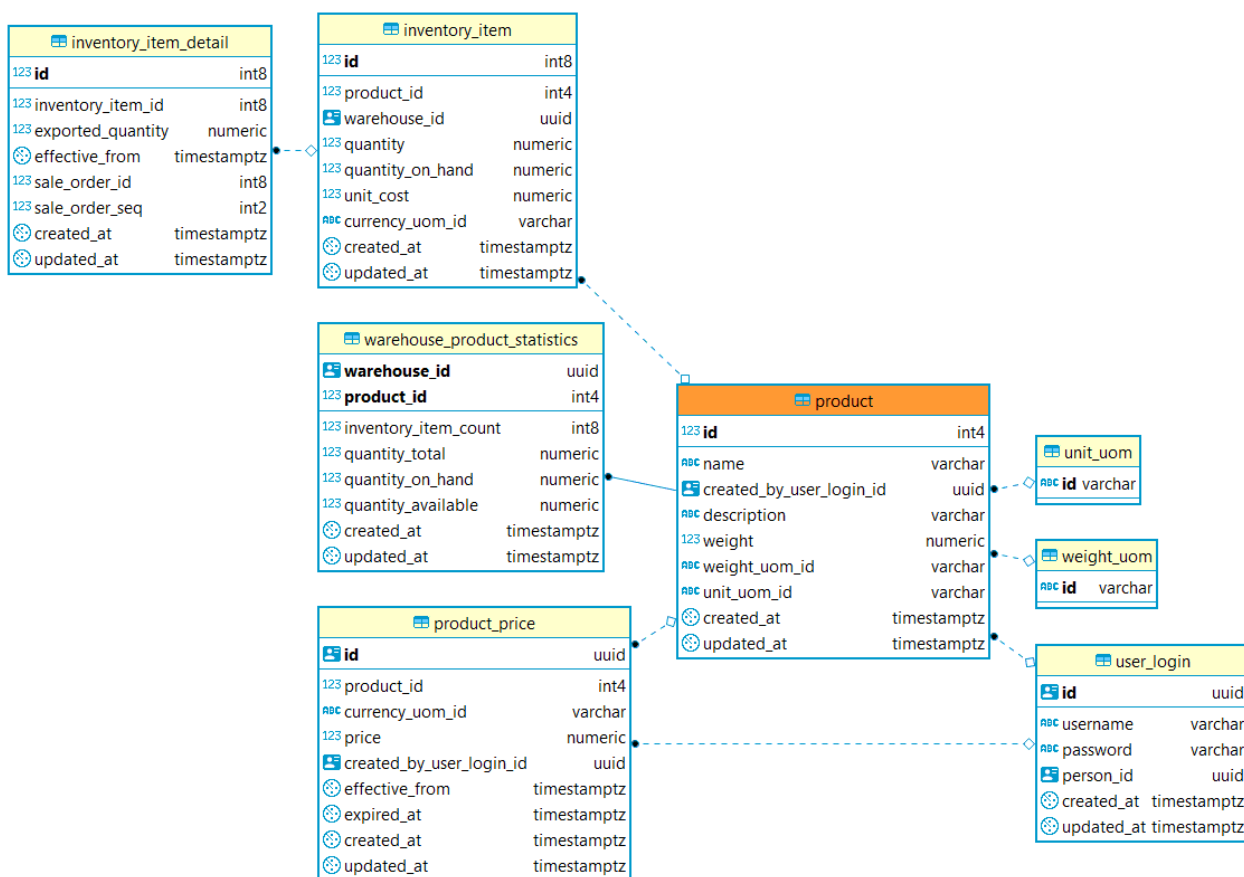 inventory_item_detail
123 id int8
123 inventory_item_id int8
123 exported_quantity numeric
effective_from timestamptz
123 sale_order_id int8
123 sale_order_seq int2
created_at timestamptz
updated_at timestamptz
inventory_item
123 id int8
123 product_id int4
warehouse_id uuid
123 quantity numeric
123 quantity_on_hand numeric
123 unit_cost numeric
ABC currency_uom_id varchar
created_at timestamptz
updated_at timestamptz
warehouse_product_statistics
warehouse_id uuid
123 product_id int4
123 inventory_item_count int8
123 quantity_total numeric
123 quantity_on_hand numeric
123 quantity_available numeric
created_at timestamptz
updated_at timestamptz
product
123 id int4
ABC name varchar
created_by_user_login_id uuid
ABC description varchar
123 weight numeric
ABC weight_uom_id varchar
ABC unit_uom_id varchar
created_at timestamptz
updated_at timestamptz
unit_uom
ABC id varchar
weight_uom
ABC id varchar
product_price
id uuid
123 product_id int4
ABC currency_uom_id varchar
123 price numeric
created_by_user_login_id uuid
effective_from timestamptz
expired_at timestamptz
created_at timestamptz
updated_at timestamptz
user_login
id uuid
ABC username varchar
ABC password varchar
person_id uuid
created_at timestamptz
updated_at timestamptz